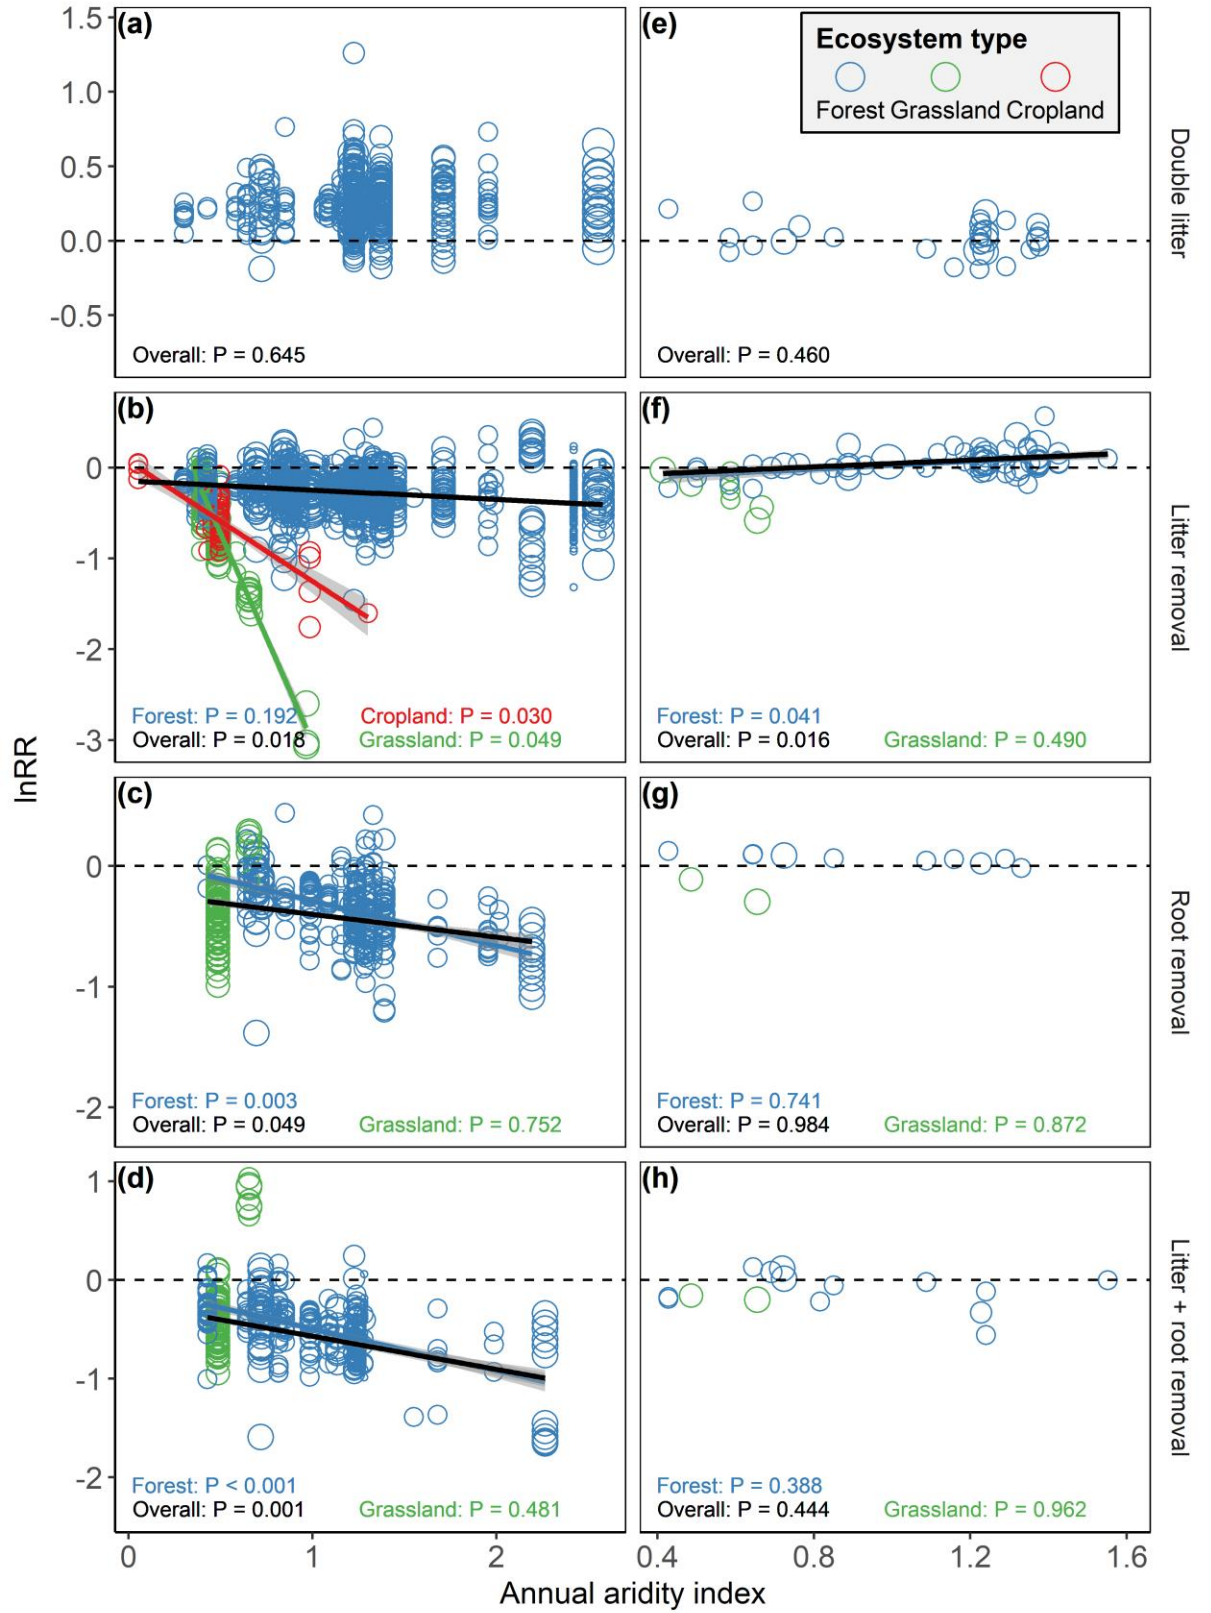 (a)
1.5
1.0
0.5
0.0
-0.5
Overall: P = 0.645
(e)
Ecosystem type
Forest Grassland Cropland
Overall: P = 0.460
Double litter
(b)
0
-1
-2
-3
Forest: P = 0.192 Cropland: P = 0.030
Overall: P = 0.018 Grassland: P = 0.049
(f)
Forest: P = 0.041
Overall: P = 0.016 Grassland: P = 0.490
Litter removal
lnRR
(c)
0
-1
-2
Forest: P = 0.003
Overall: P = 0.049 Grassland: P = 0.752
(g)
Forest: P = 0.741
Overall: P = 0.984 Grassland: P = 0.872
Root removal
(d)
1
0
-1
-2
Forest: P < 0.001
Overall: P = 0.001 Grassland: P = 0.481
(h)
Forest: P = 0.388
Overall: P = 0.444 Grassland: P = 0.962
Litter + root removal
0 1 2 0.4 0.8 1.2 1.6
Annual aridity index